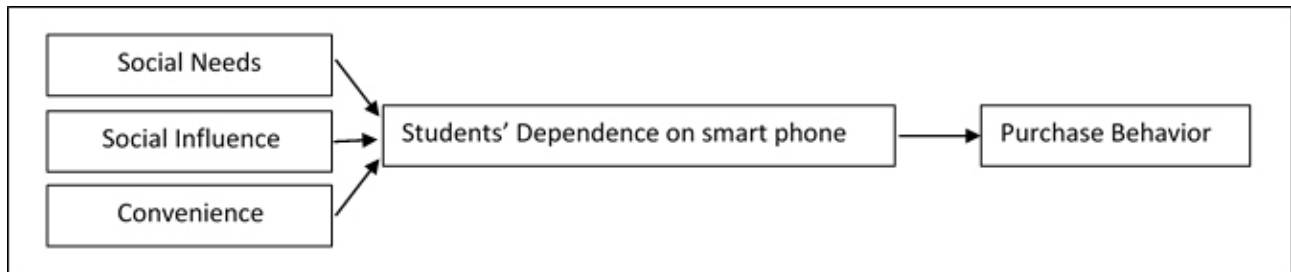 Social Needs
Social Influence
Convenience
Students’ Dependence on smart phone
Purchase Behavior